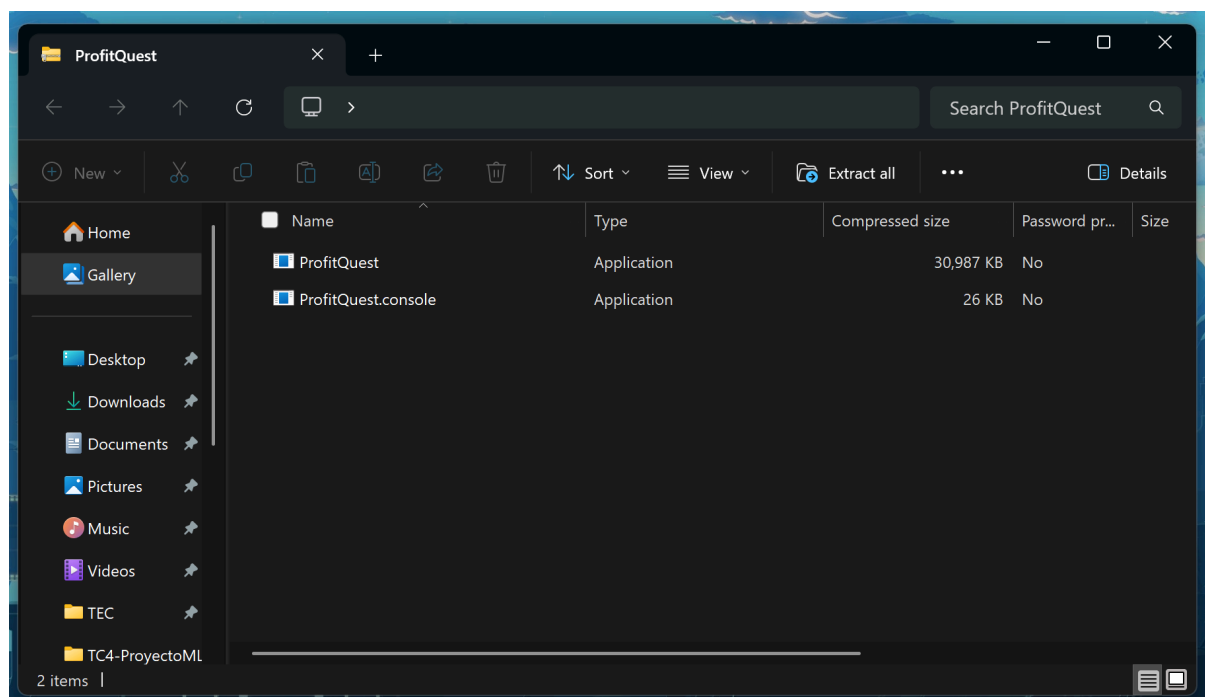 ProfitQuest
Search ProfitQuest
New Sort View Extract all Details
Name Type Compressed size Password pr... Size
Home
Gallery
ProfitQuest Application 30,987 KB No
ProfitQuest.console Application 26 KB No
Desktop
Downloads
Documents
Pictures
Music
Videos
TEC
TC4-ProyectoML
2 items